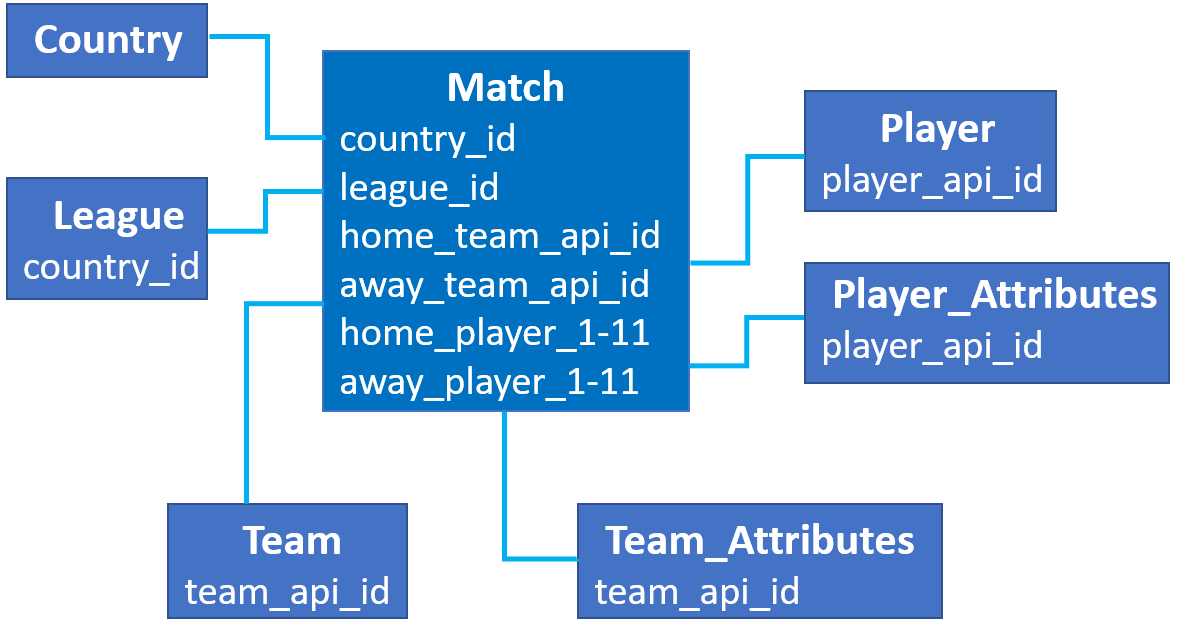 Country
League
country_id
Match
country_id
league_id
home_team_api_id
away_team_api_id
home_player_1-11
away_player_1-11
Player
player_api_id
Player_Attributes
player_api_id
Team
team_api_id
Team_Attributes
team_api_id